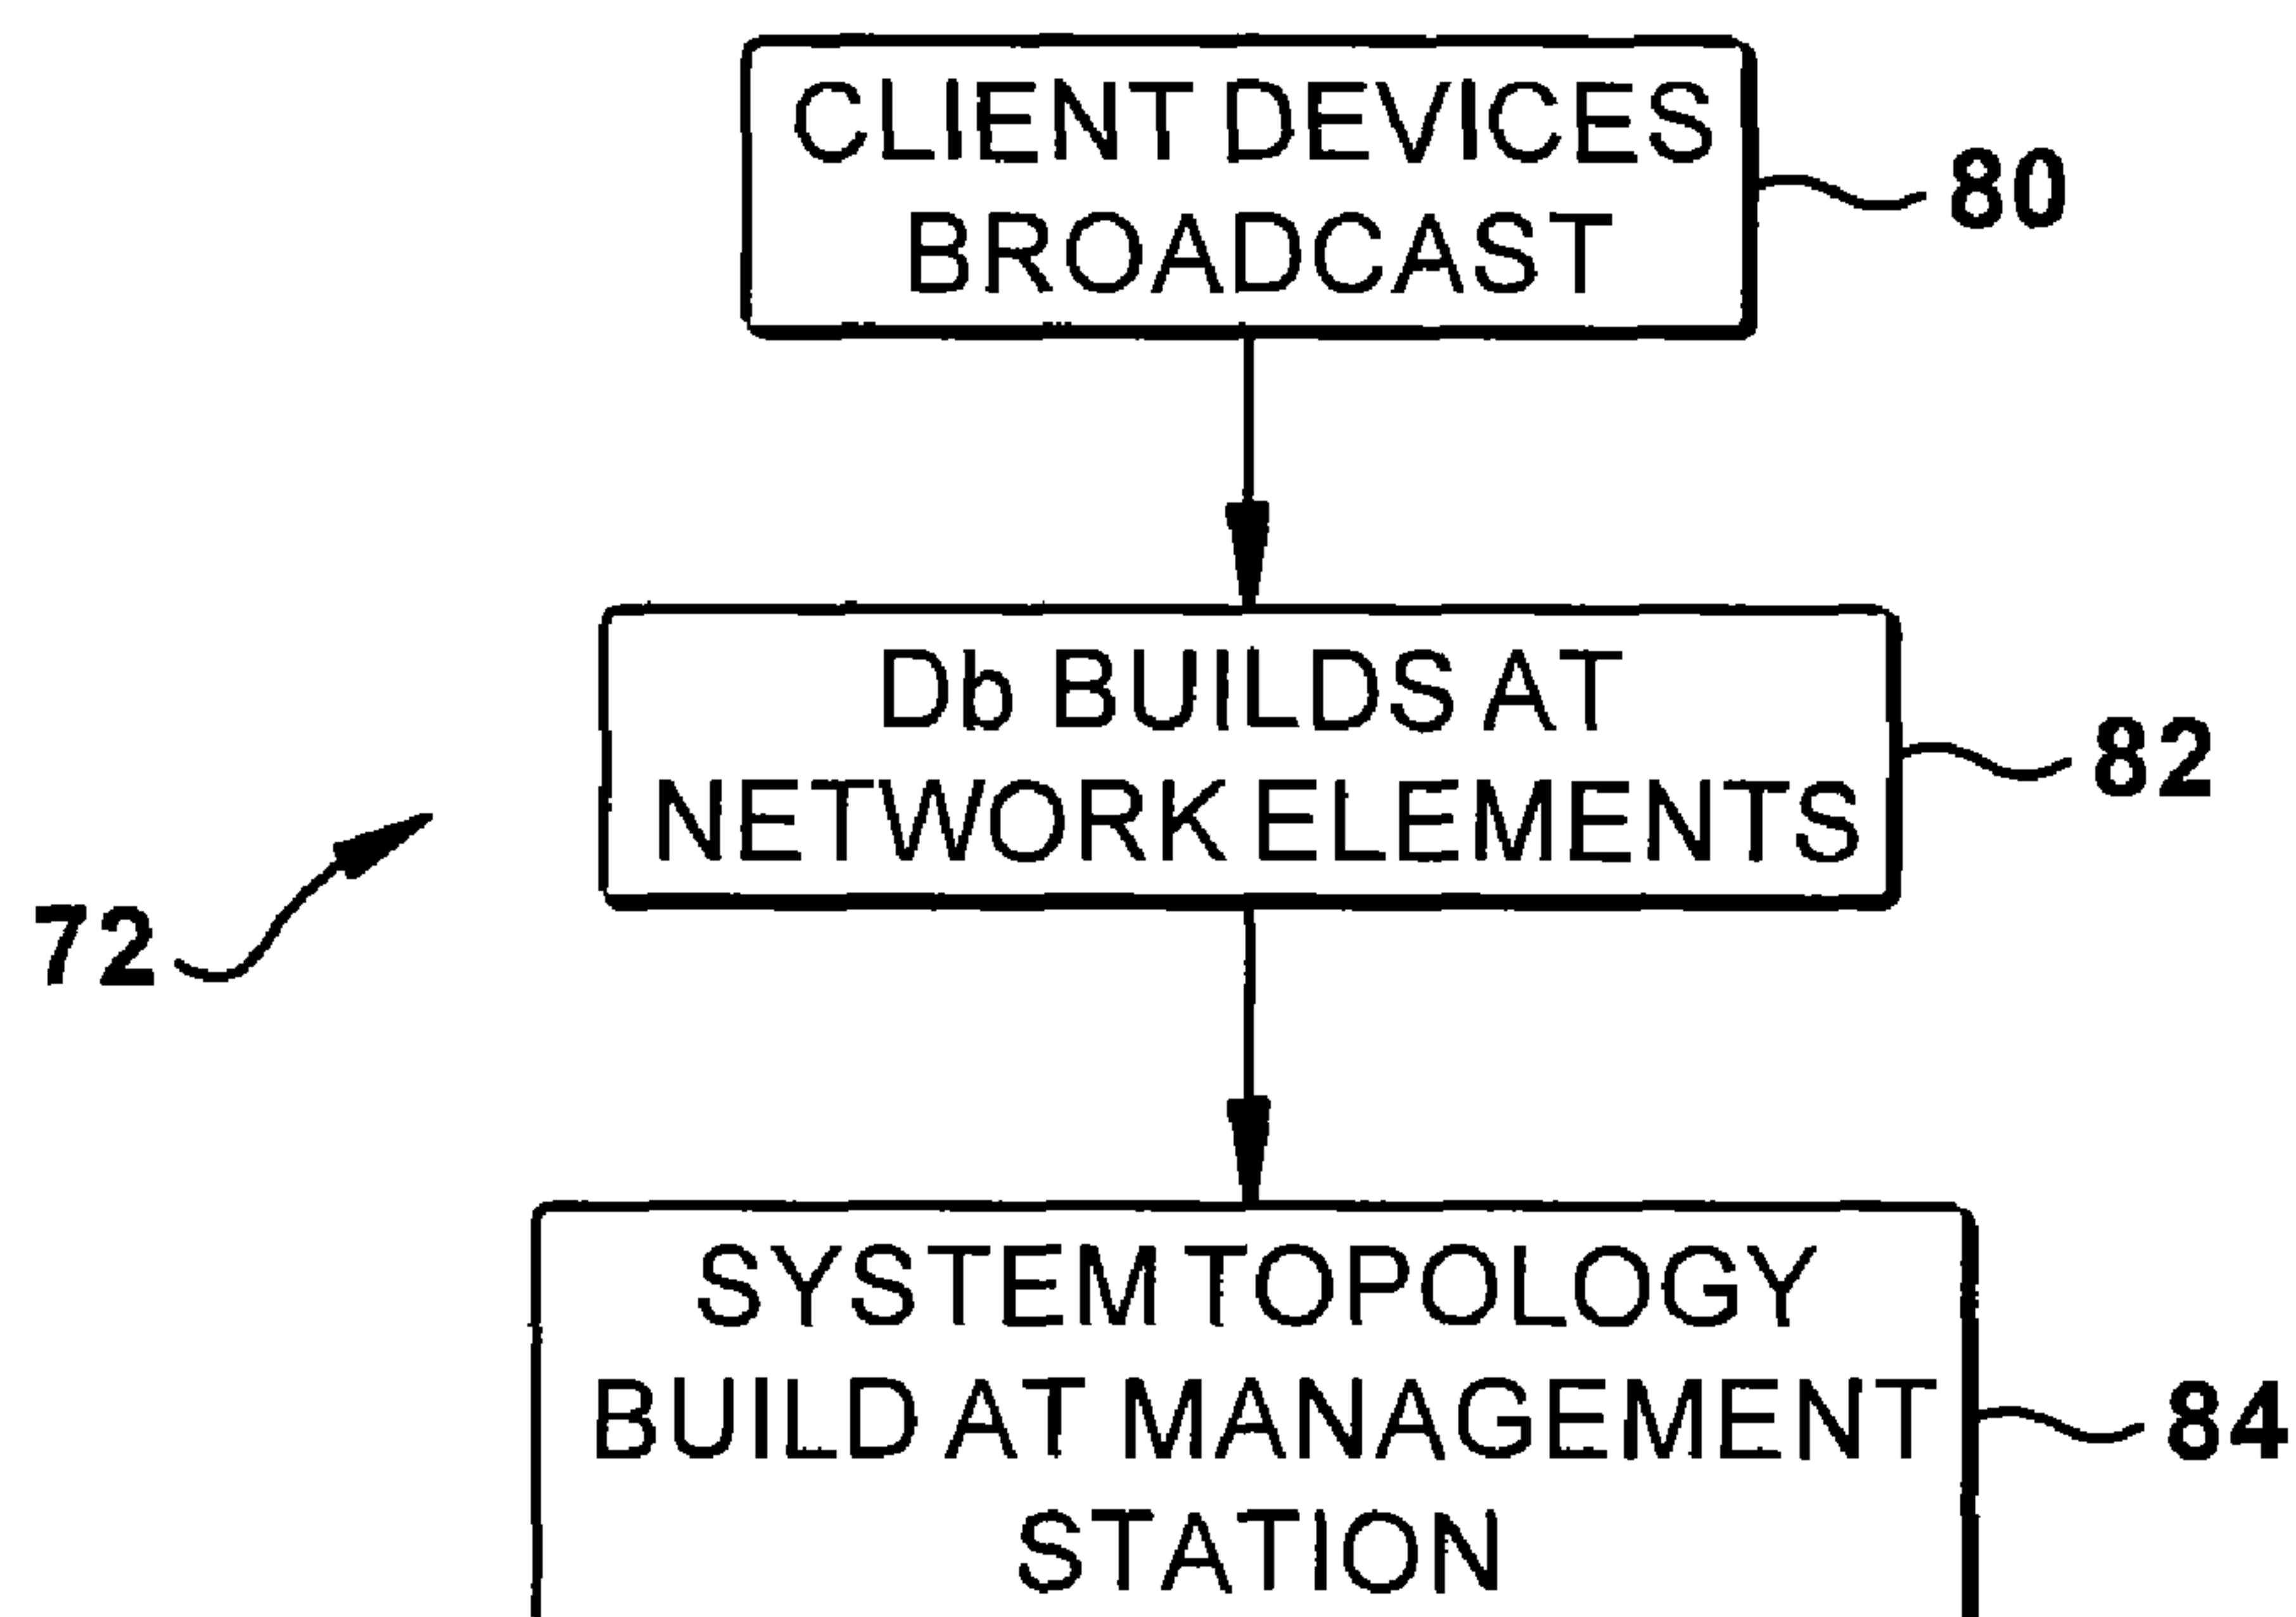 CLIENT DEVICES
BROADCAST
80
Db BUILDS AT
NETWORK ELEMENTS
82
72
SYSTEM TOPOLOGY
BUILD AT MANAGEMENT
STATION
84